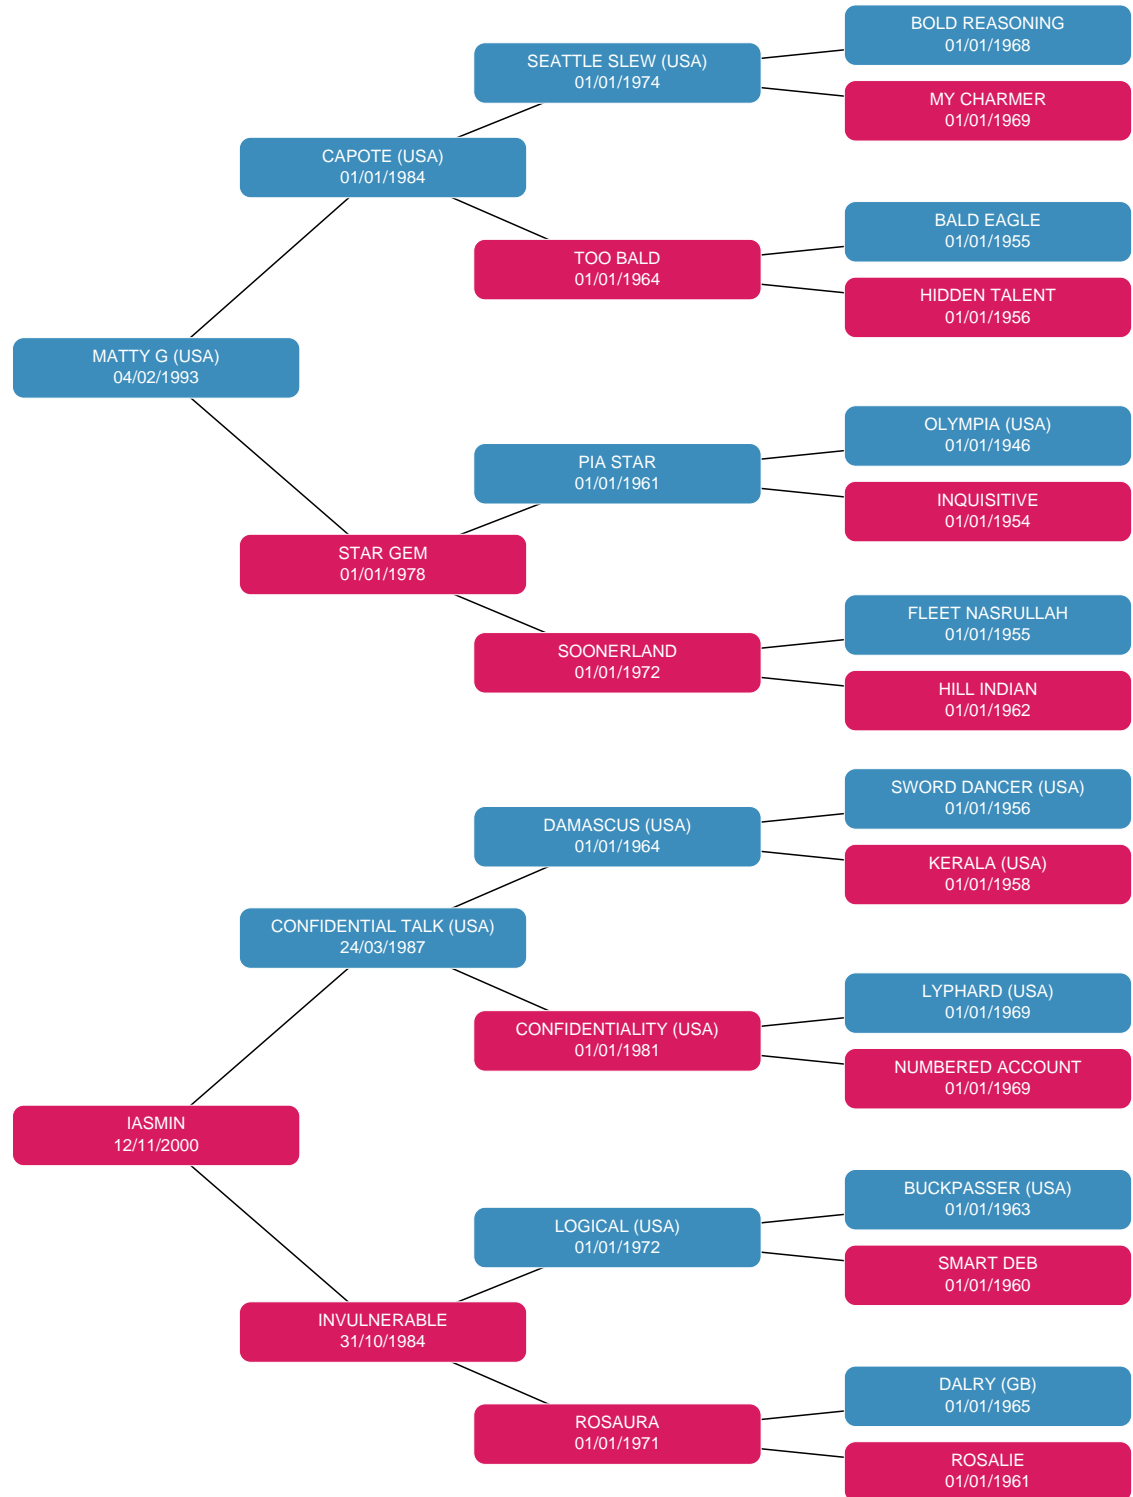 BOLD REASONING
01/01/1968
SEATTLE SLEW (USA)
01/01/1974
MY CHARMER
01/01/1969
CAPOTE (USA)
01/01/1984
BALD EAGLE
01/01/1955
TOO BALD
01/01/1964
HIDDEN TALENT
01/01/1956
MATTY G (USA)
04/02/1993
OLYMPIA (USA)
01/01/1946
PIA STAR
01/01/1961
INQUISITIVE
01/01/1954
STAR GEM
01/01/1978
FLEET NASRULLAH
01/01/1955
SOONERLAND
01/01/1972
HILL INDIAN
01/01/1962
SWORD DANCER (USA)
01/01/1956
DAMASCUS (USA)
01/01/1964
KERALA (USA)
01/01/1958
CONFIDENTIAL TALK (USA)
24/03/1987
LYPHARD (USA)
01/01/1969
CONFIDENTIALITY (USA)
01/01/1981
NUMBERED ACCOUNT
01/01/1969
IASMIN
12/11/2000
BUCKPASSER (USA)
01/01/1963
LOGICAL (USA)
01/01/1972
SMART DEB
01/01/1960
INVULNERABLE
31/10/1984
DALRY (GB)
01/01/1965
ROSAURA
01/01/1971
ROSALIE
01/01/1961